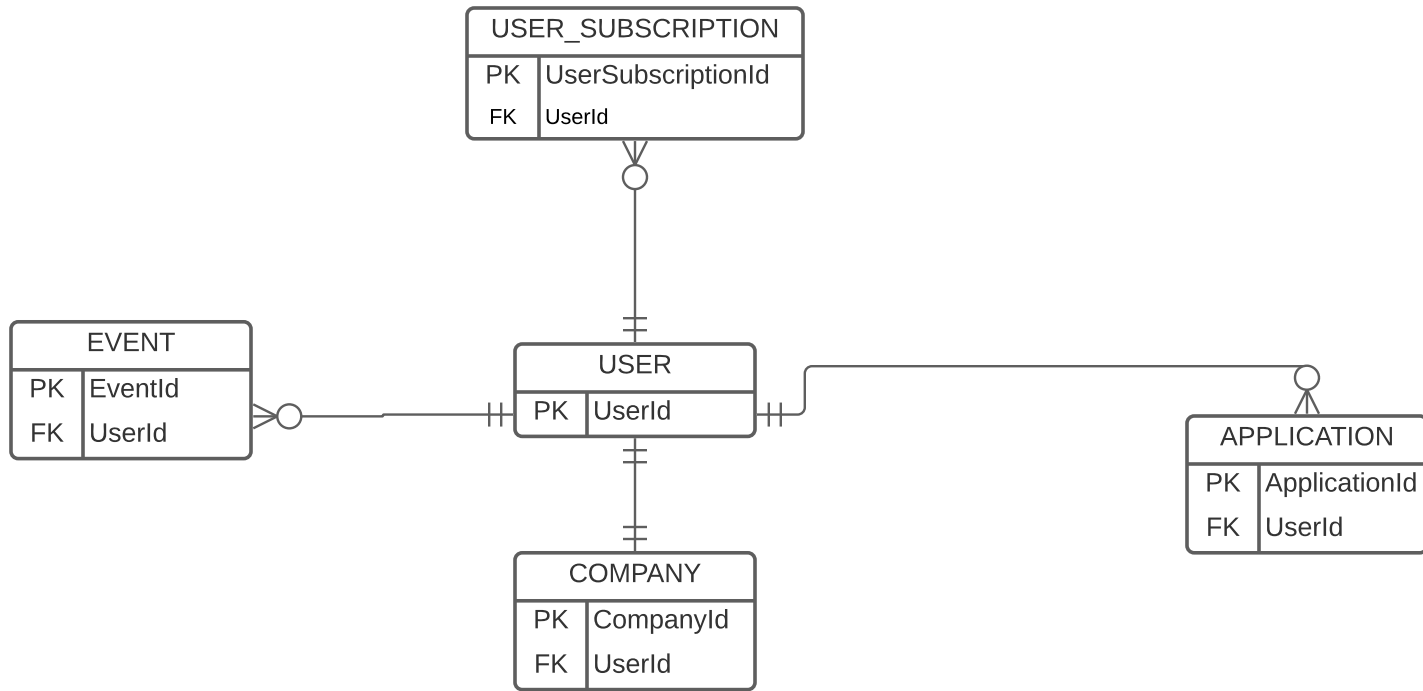 USER_SUBSCRIPTION
PK UserSubscriptionId
FK UserId
EVENT
PK EventId
FK UserId
USER
PK UserId
APPLICATION
PK ApplicationId
FK UserId
COMPANY
PK CompanyId
FK UserId